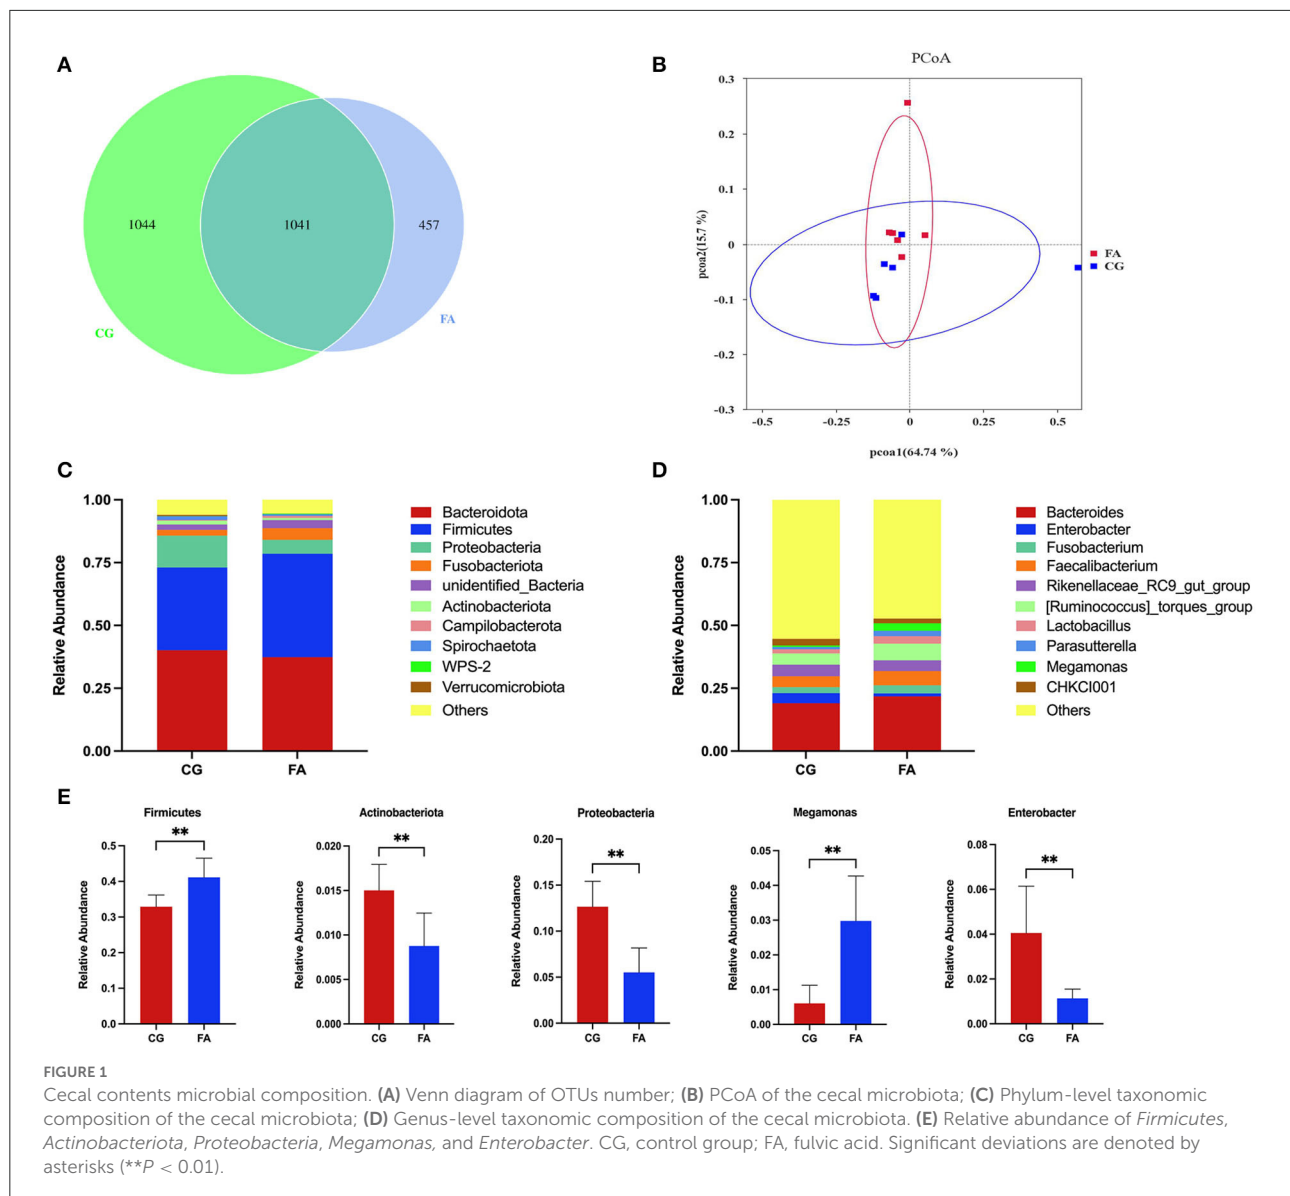 A
1044
1041
457
CG
FA
B
PCoA
0.3
0.2
0.1
0
-0.1
-0.2
-0.3
pcoa2(15.7 %)
-0.5
-0.25
0
0.25
0.5
pcoa1(64.74 %)
FA
CG
C
Relative Abundance
1.00
0.75
0.50
0.25
0.00
CG
FA
Bacteroidota
Firmicutes
Proteobacteria
Fusobacteriota
unidentified_Bacteria
Actinobacteriota
Campilobacterota
Spirochaetota
WPS-2
Verrucomicrobiota
Others
D
Relative Abundance
1.00
0.75
0.50
0.25
0.00
CG
FA
Bacteroides
Enterobacter
Fusobacterium
Faecalibacterium
Rikenellaceae_RC9_gut_group
[Ruminococcus]_torques_group
Lactobacillus
Parasutterella
Megamonas
CHKCI001
Others
E
Firmicutes
**
Relative Abundance
0.5
0.4
0.3
0.2
0.1
0.0
CG
FA
Actinobacteriota
**
Relative Abundance
0.020
0.015
0.010
0.005
0.000
CG
FA
Proteobacteria
**
Relative Abundance
0.20
0.15
0.10
0.05
0.00
CG
FA
Megamonas
**
Relative Abundance
0.05
0.04
0.03
0.02
0.01
0.00
CG
FA
Enterobacter
**
Relative Abundance
0.08
0.06
0.04
0.02
0.00
CG
FA
FIGURE 1
Cecal contents microbial composition. (A) Venn diagram of OTUs number; (B) PCoA of the cecal microbiota; (C) Phylum-level taxonomic
composition of the cecal microbiota; (D) Genus-level taxonomic composition of the cecal microbiota. (E) Relative abundance of Firmicutes,
Actinobacteriota, Proteobacteria, Megamonas, and Enterobacter. CG, control group; FA, fulvic acid. Significant deviations are denoted by
asterisks (**P < 0.01).